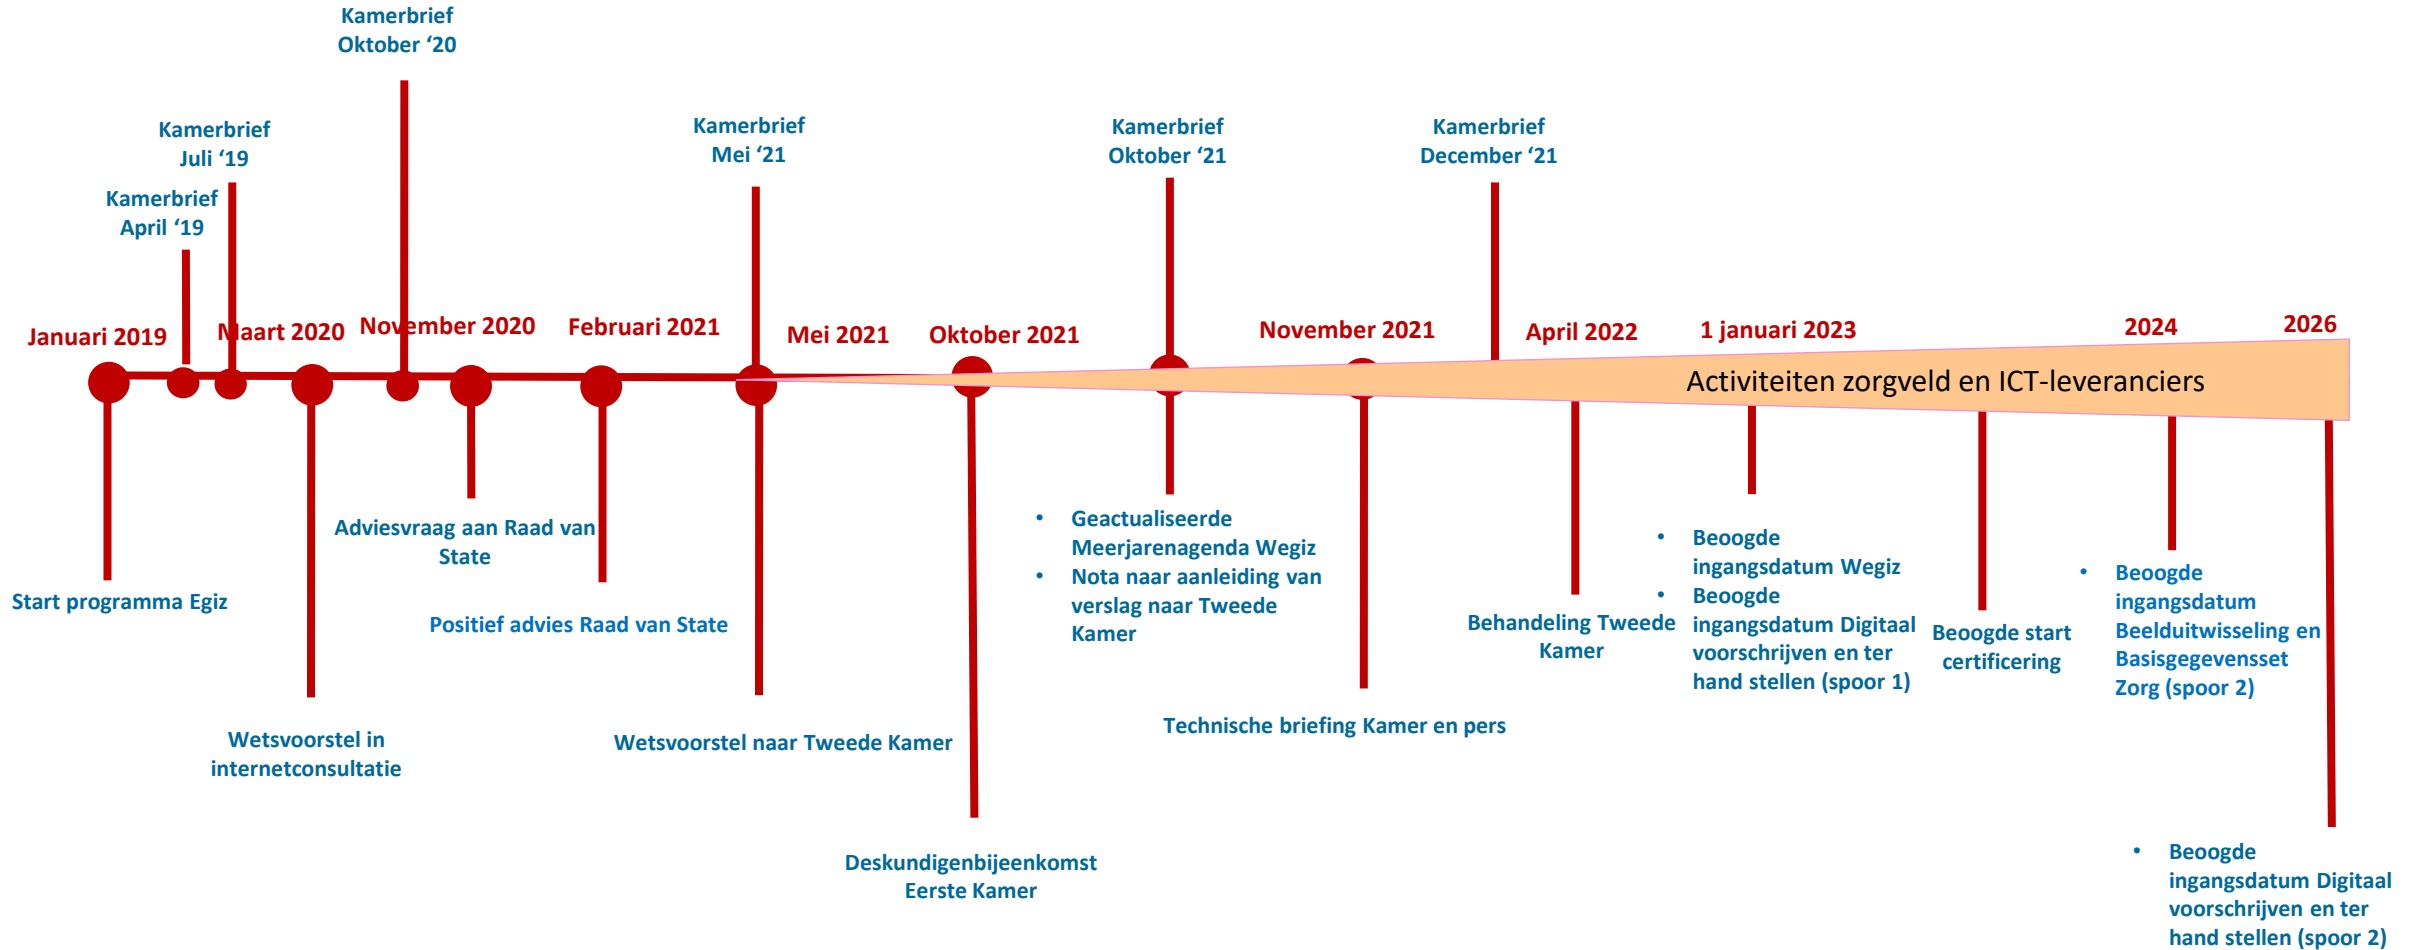 Kamerbrief
Oktober ‘20
Kamerbrief
Juli ‘19
Kamerbrief
April ‘19
Kamerbrief
Mei ‘21
Kamerbrief
Oktober ‘21
Kamerbrief
December ‘21
Januari 2019
Maart 2020
November 2020
Februari 2021
Mei 2021
Oktober 2021
November 2021
April 2022
1 januari 2023
2024
2026
Activiteiten zorgveld en ICT-leveranciers
Start programma Egiz
Wetsvoorstel in
internetconsultatie
Adviesvraag aan Raad van
State
Positief advies Raad van State
Wetsvoorstel naar Tweede Kamer
Deskundigenbijeenkomst
Eerste Kamer
• Geactualiseerde
Meerjarenagenda Wegiz
• Nota naar aanleiding van
verslag naar Tweede
Kamer
Technische briefing Kamer en pers
Behandeling Tweede
Kamer
• Beoogde
ingangsdatum Wegiz
• Beoogde
ingangsdatum Digitaal
voorschrijven en ter
hand stellen (spoor 1)
Beoogde start
certificering
• Beoogde
ingangsdatum
Beelduitwisseling en
Basisgegevensset
Zorg (spoor 2)
• Beoogde
ingangsdatum Digitaal
voorschrijven en ter
hand stellen (spoor 2)